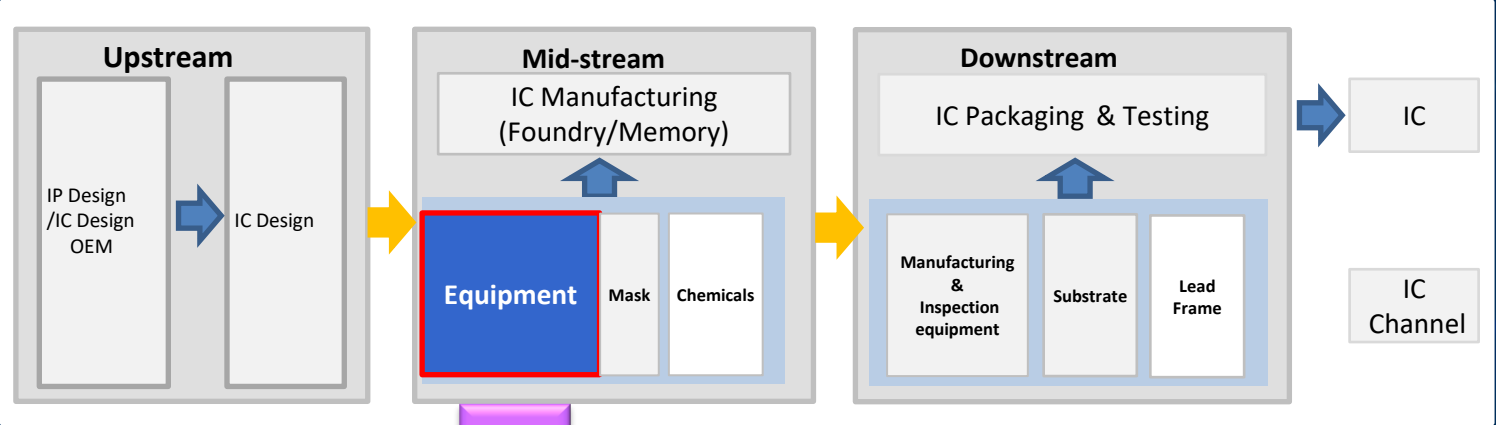 Upstream
IP Design
/IC Design
OEM
IC Design
Mid-stream
IC Manufacturing
(Foundry/Memory)
Equipment
Mask
Chemicals
Downstream
IC Packaging & Testing
Manufacturing
&
Inspection
equipment
Substrate
Lead
Frame
IC
IC
Channel